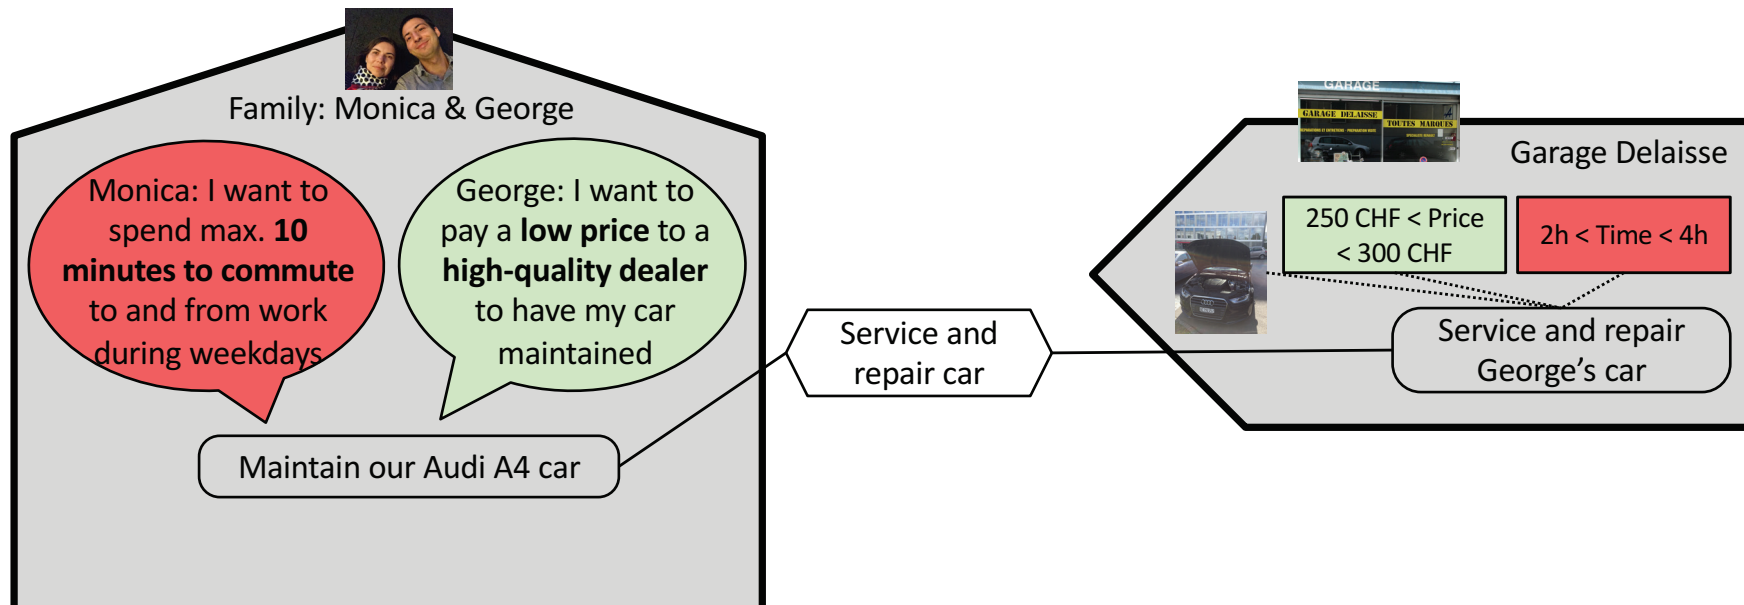 Family: Monica & George
Monica: I want to
spend max. 10
minutes to commute
to and from work
during weekdays
George: I want to
pay a low price to a
high-quality dealer
to have my car
maintained
Maintain our Audi A4 car
Service and
repair car
GARAGE
GARAGE DELAISSE
TOUTES MARQUES
Garage Delaisse
250 CHF < Price
< 300 CHF
2h < Time < 4h
Service and repair
George's car